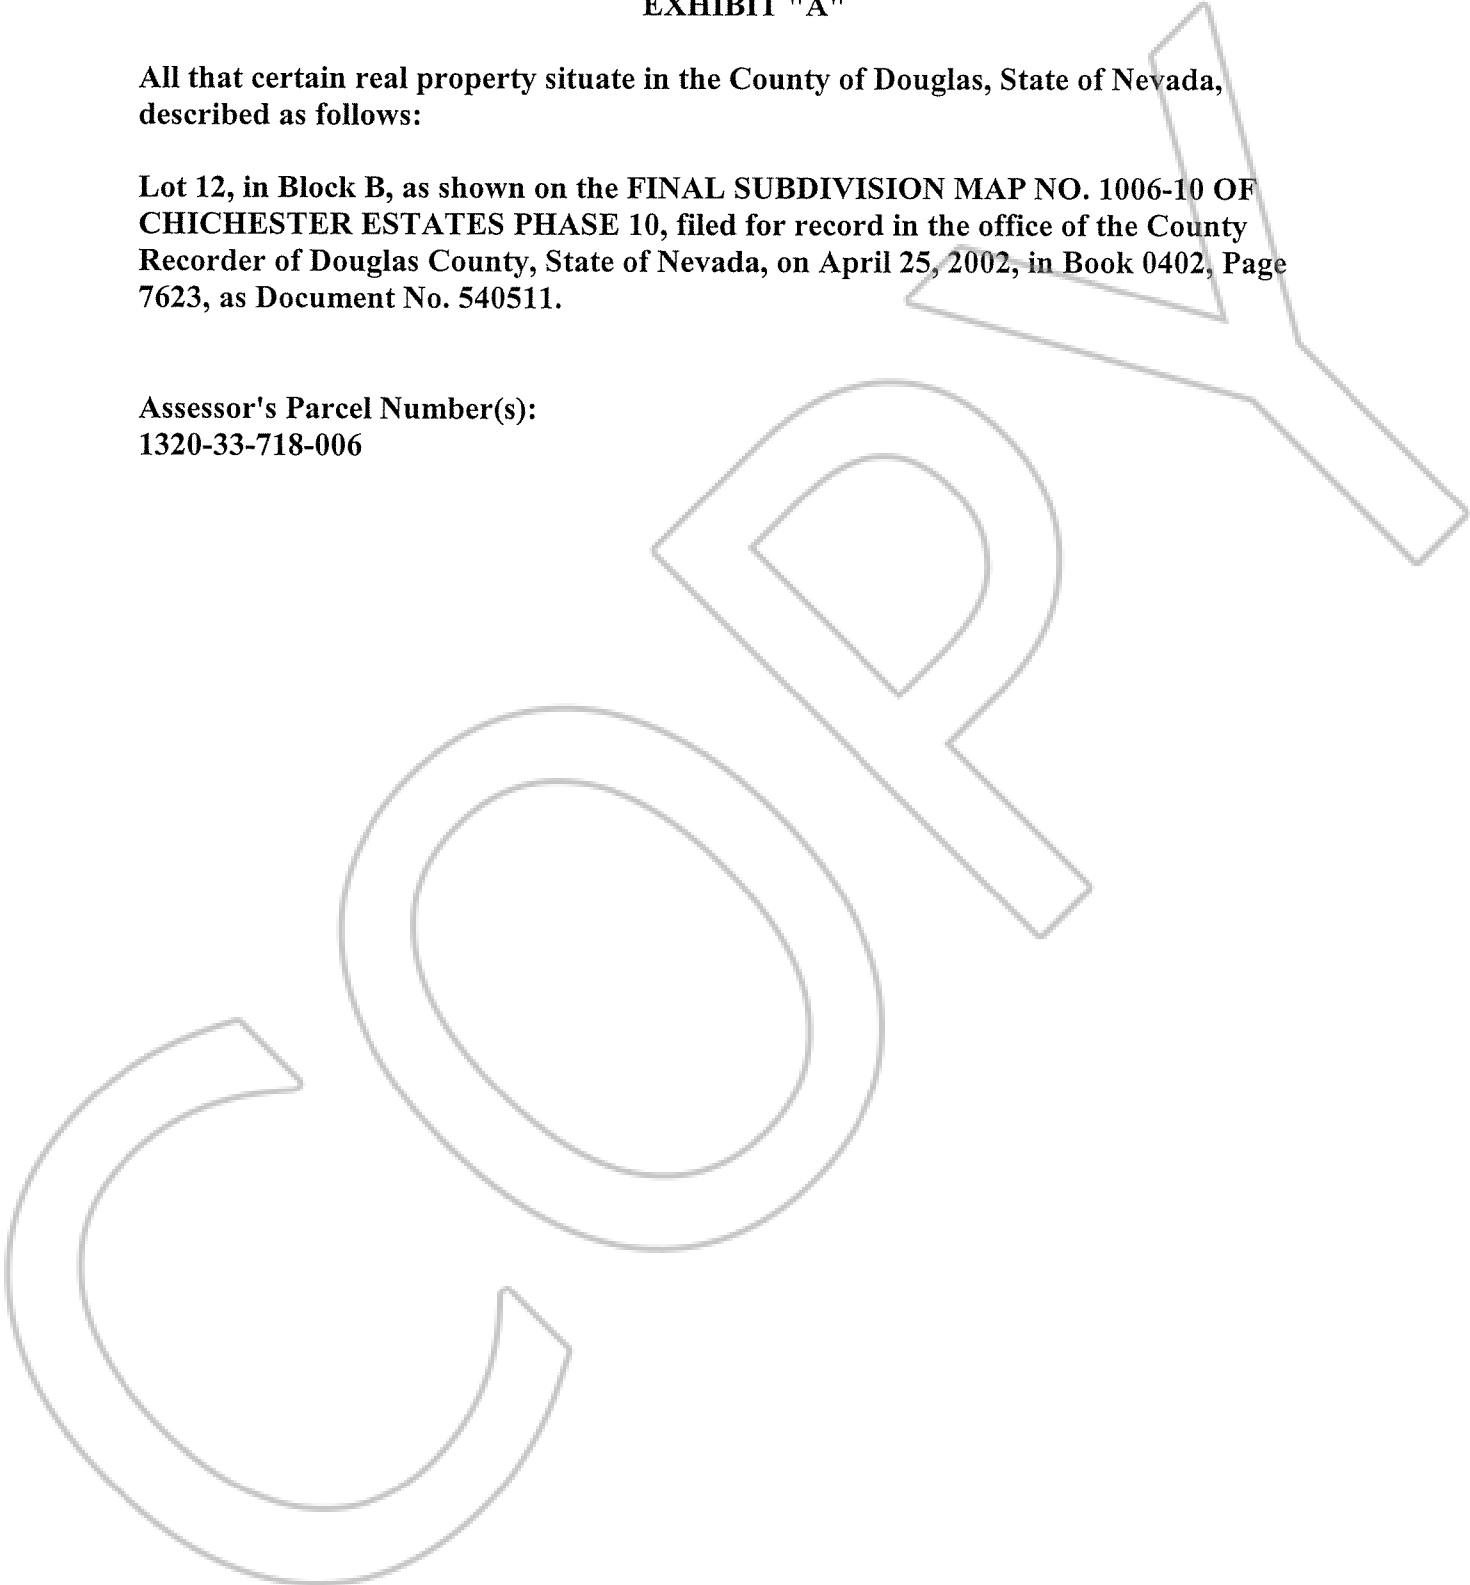 EXHIBIT "A"
All that certain real property situate in the County of Douglas, State of Nevada,
described as follows:
Lot 12, in Block B, as shown on the FINAL SUBDIVISION MAP NO. 1006-10 OF
CHICHESTER ESTATES PHASE 10, filed for record in the office of the County
Recorder of Douglas County, State of Nevada, on April 25, 2002, in Book 0402, Page
7623, as Document No. 540511.
Assessor's Parcel Number(s):
1320-33-718-006
COPY